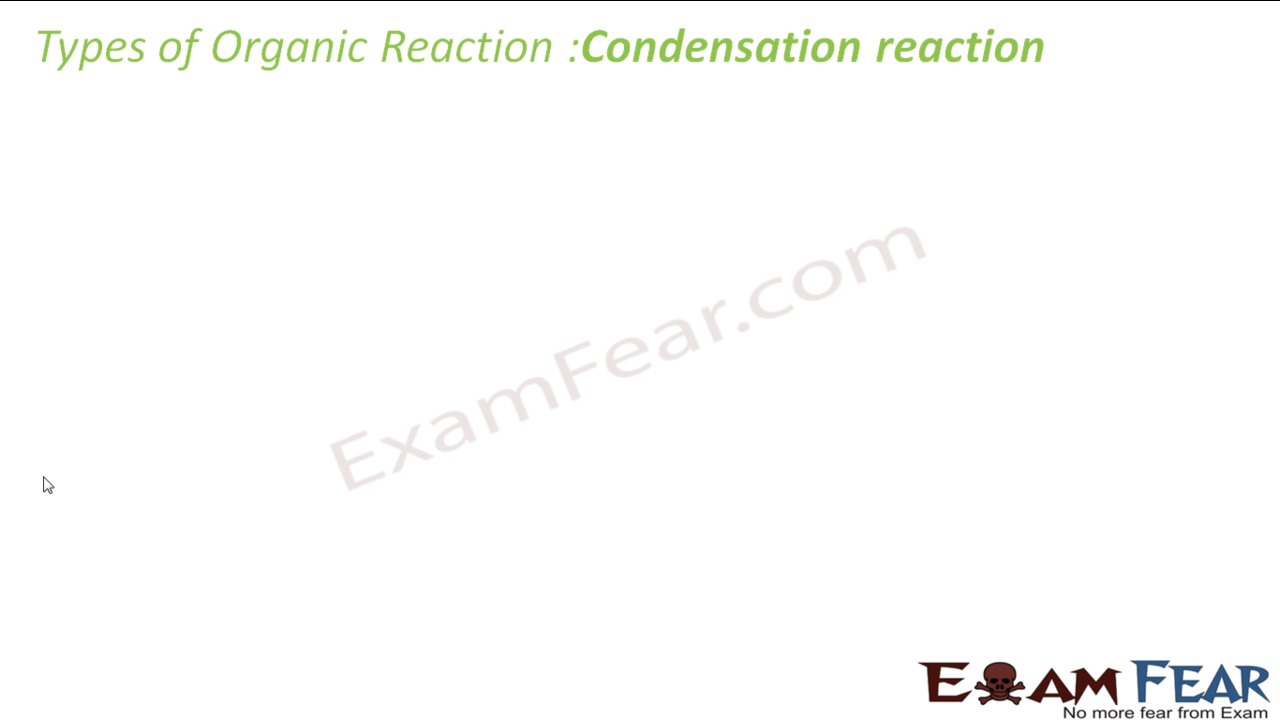 Types of Organic Reaction :Condensation reaction
ExamFear.com
EXAM FEAR
No more fear from Exam